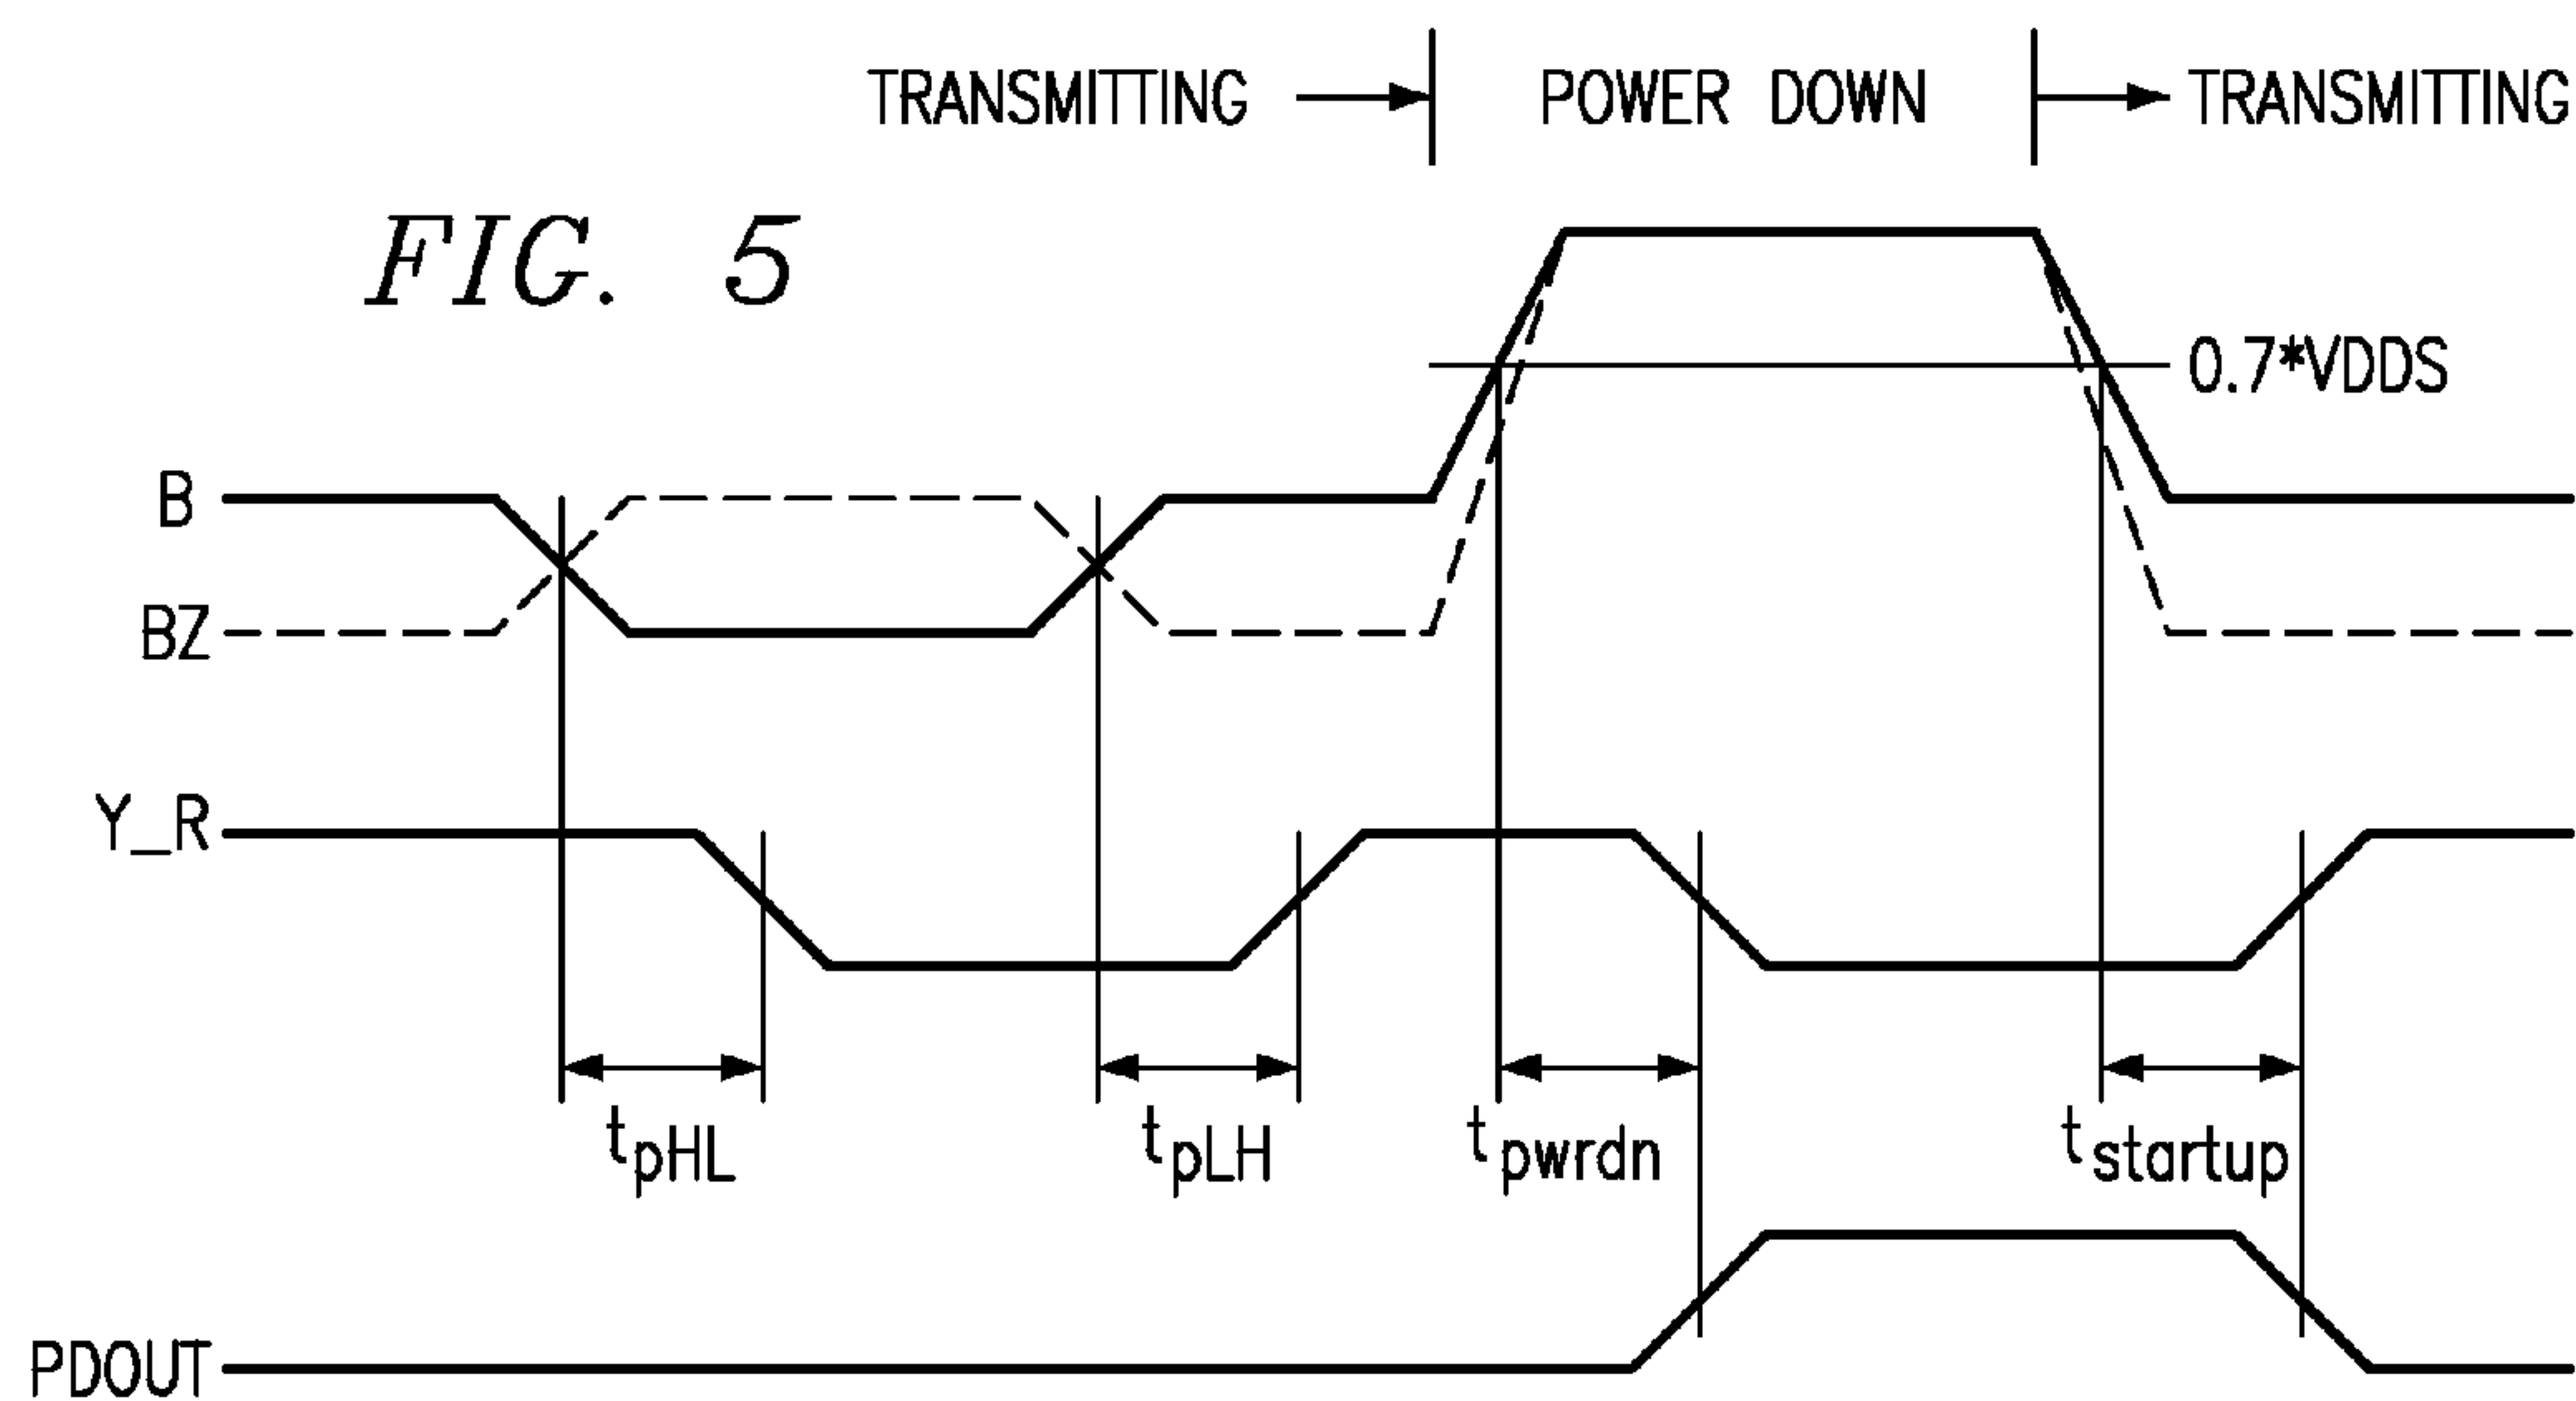 TRANSMITTING POWER DOWN TRANSMITTING
FIG. 5
0.7*VDDS
B
BZ
Y_R
tpHL tpLH tpwrdn tstartup
PDOUT